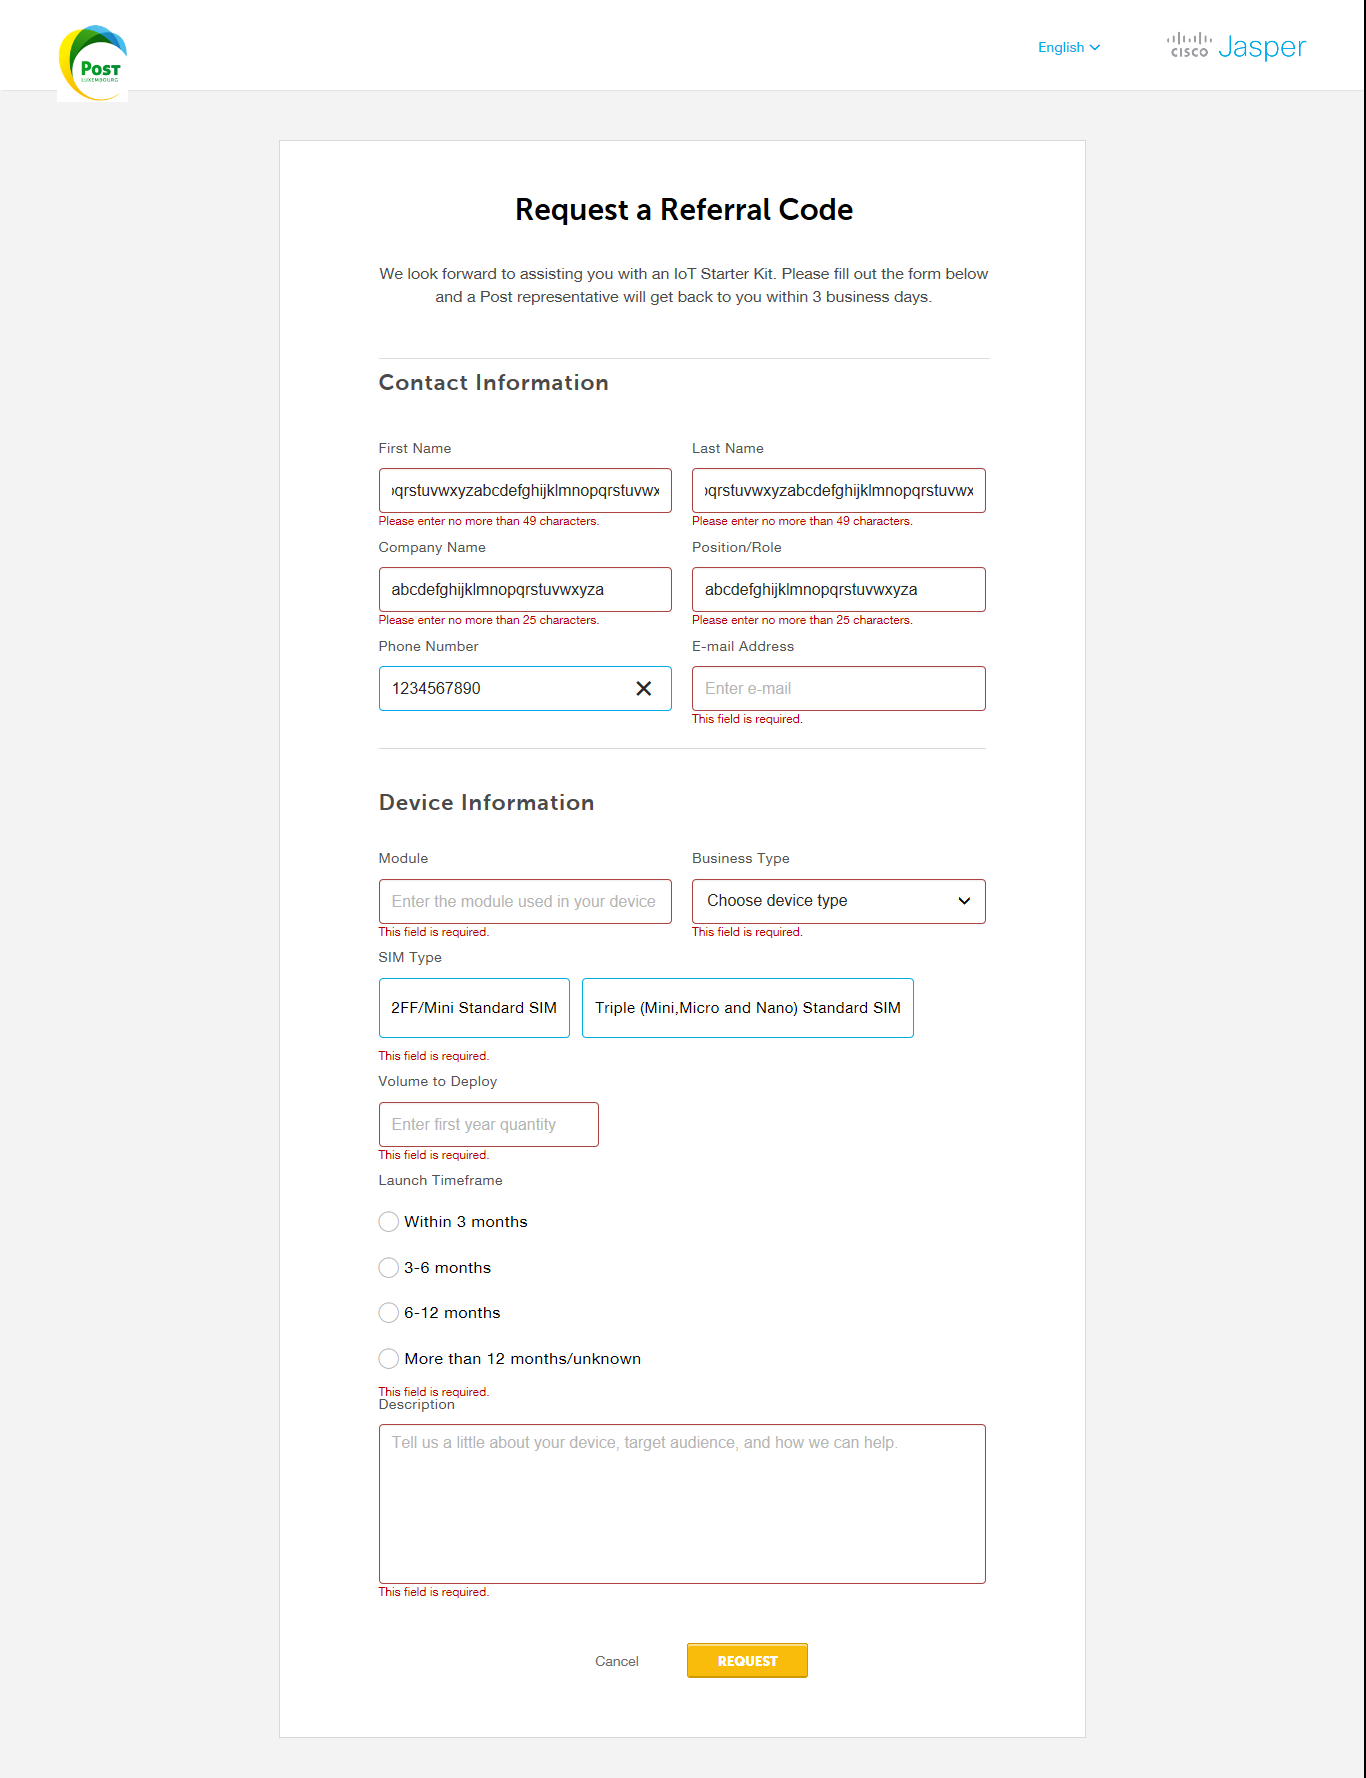 POST
LUXEMBOURG
English
CISCO Jasper
Request a Referral Code
We look forward to assisting you with an IoT Starter Kit. Please fill out the form below
and a Post representative will get back to you within 3 business days.
Contact Information
First Name
Last Name
pqrstuvwxyzabcdefghijklmnopqrstuvwx
pqrstuvwxyzabcdefghijklmnopqrstuvwx
Please enter no more than 49 characters.
Please enter no more than 49 characters.
Company Name
Position/Role
abcdefghijklmnopqrstuvwxyza
abcdefghijklmnopqrstuvwxyza
Please enter no more than 25 characters.
Please enter no more than 25 characters.
Phone Number
E-mail Address
1234567890
Enter e-mail
This field is required.
Device Information
Module
Business Type
Enter the module used in your device
Choose device type
This field is required.
This field is required.
SIM Type
2FF/Mini Standard SIM
Triple (Mini,Micro and Nano) Standard SIM
This field is required.
Volume to Deploy
Enter first year quantity
This field is required.
Launch Timeframe
Within 3 months
3-6 months
6-12 months
More than 12 months/unknown
This field is required.
Description
Tell us a little about your device, target audience, and how we can help.
This field is required.
Cancel
REQUEST